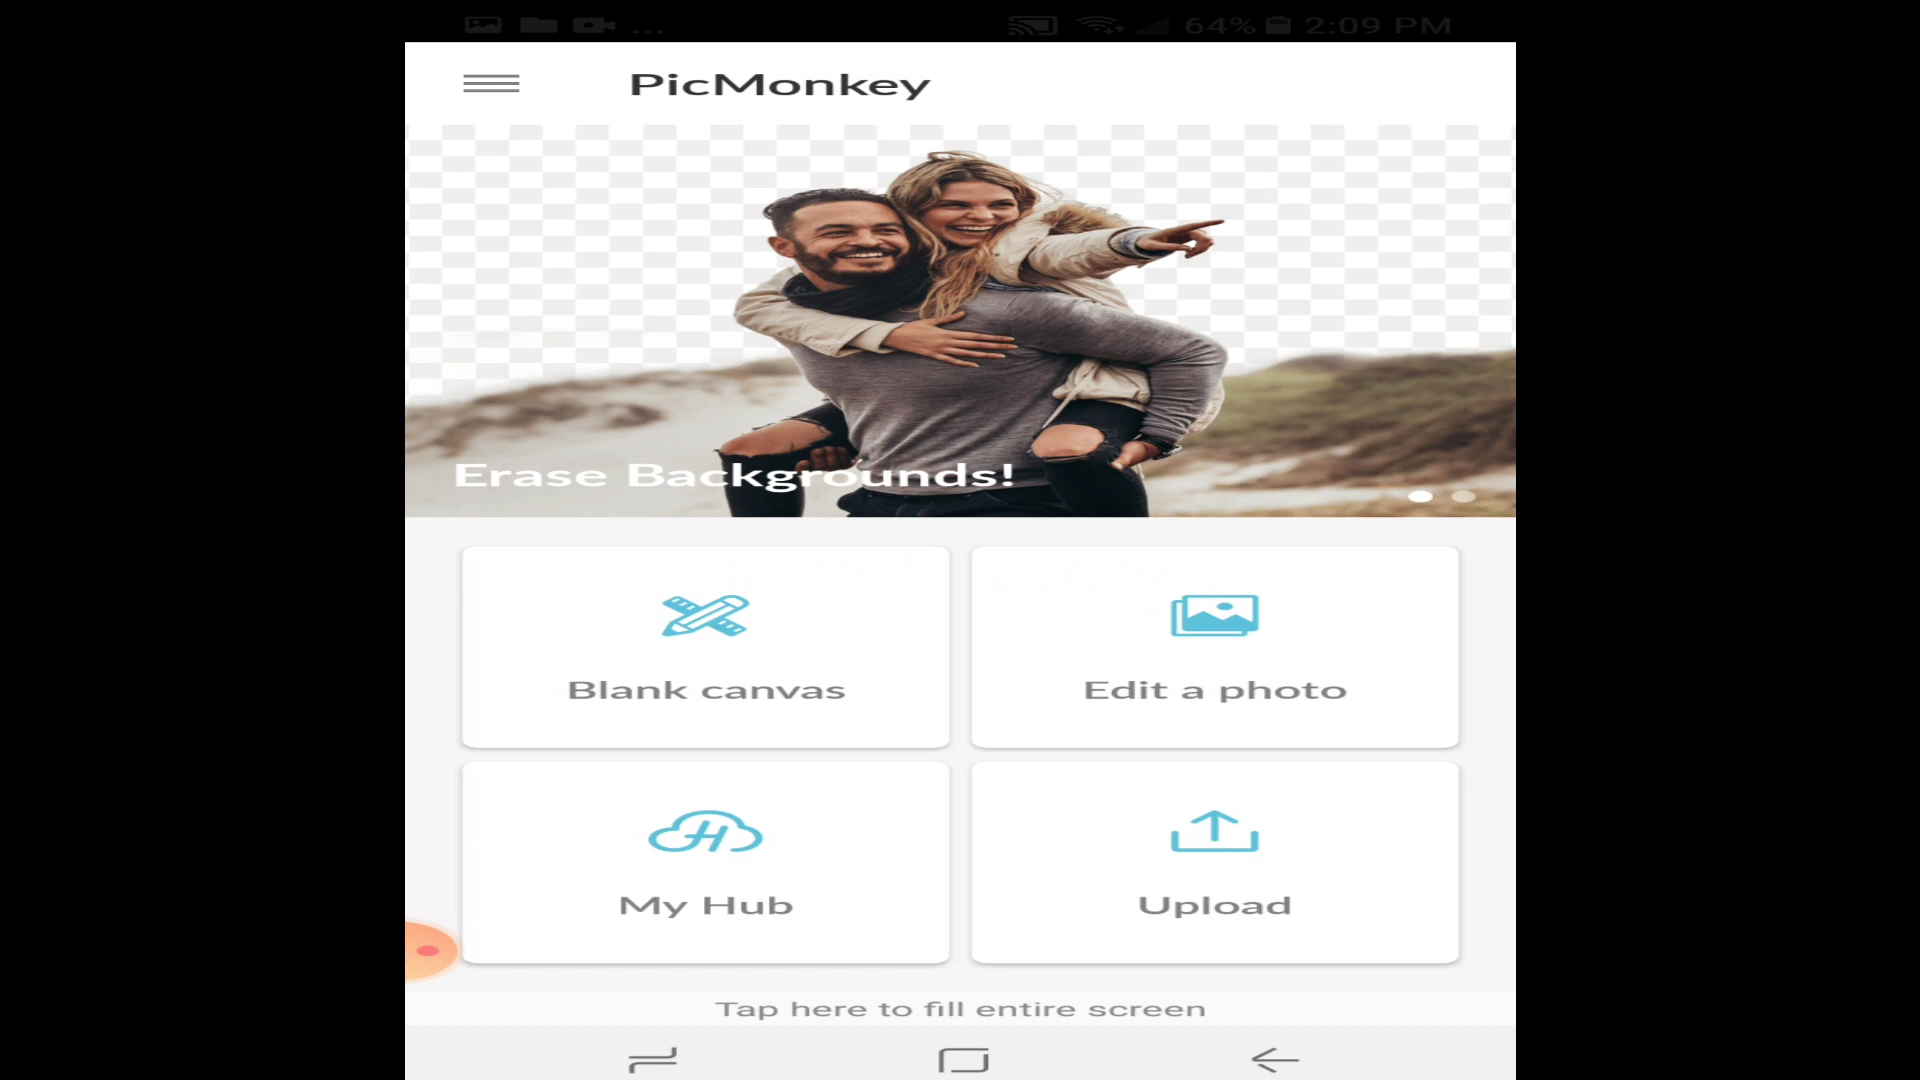 ... 64% 2:09 PM
PicMonkey
Erase Backgrounds!
Blank canvas
Edit a photo
H
My Hub
Upload
Tap here to fill entire screen